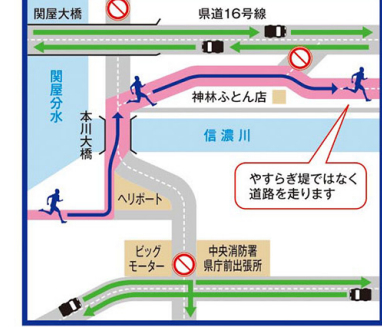 関屋大橋
県道16号線
関屋分水
本川大橋
神林ふとん店
信濃川
やすらぎ堤ではなく
道路を走ります
ヘリポート
ビッグ
モーター
中央消防署
県庁前出張所